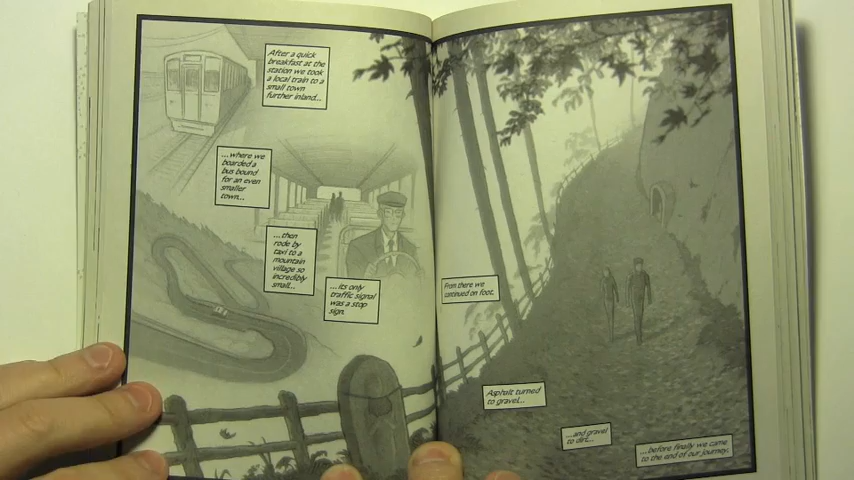 After a quick
breakfast at the
station we took
a local train to a
small town
further inland...
...where we
boarded a
bus bound
for an even
smaller
town...
...then
rode by
taxi to a
mountain
village so
incredibly
small...
...its only
traffic signal
was a stop
sign.
From there we
continued on foot.
Asphalt turned
to gravel...
...and gravel
to dirt...
...before finally we came
to the end of our journey.